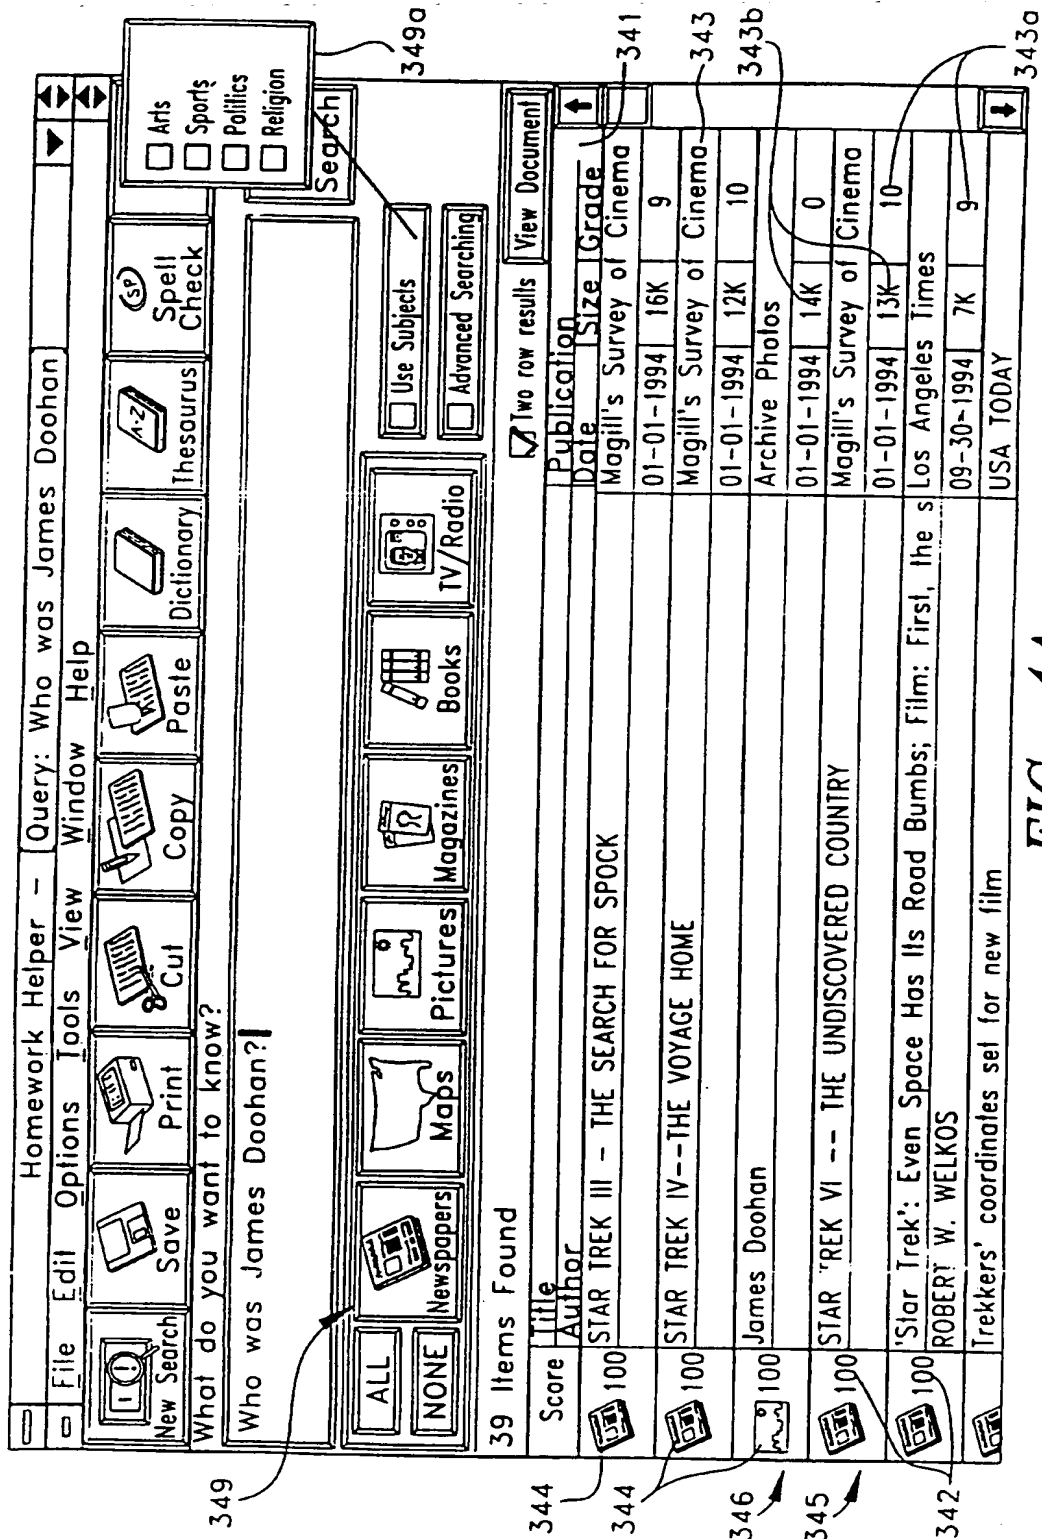 Homework Helper – Query: Who was James Doohan
File Edit Options Tools View Window Help
New Search Save Print Cut Copy Paste Dictionary Thesaurus Spell Check
A-Z
SP
Arts
Sports
Politics
Religion
349a
What do you want to know?
Who was James Doohan?
Search
349
ALL
NONE
Newspapers Maps Pictures Magazines Books TV/Radio
Use Subjects
Advanced Searching
39 Items Found
Two row results
View Document
Score Title Publication
Author Date Size Grade
341
344 100 STAR TREK III – THE SEARCH FOR SPOCK Magill's Survey of Cinema
01-01-1994 16K 9
344 100 STAR TREK IV--THE VOYAGE HOME Magill's Survey of Cinema 343
01-01-1994 12K 10
346 100 James Doohan Archive Photos 343b
01-01-1994 14K 0
345 100 STAR TREK VI --- THE UNDISCOVERED COUNTRY Magill's Survey of Cinema
01-01-1994 13K 10
342 100 'Star Trek': Even Space Has Its Road Bumbs; Film: First, the s Los Angeles Times
ROBERT W. WELKOS 09-30-1994 7K 9 343a
Trekkers' coordinates set for new film USA TODAY